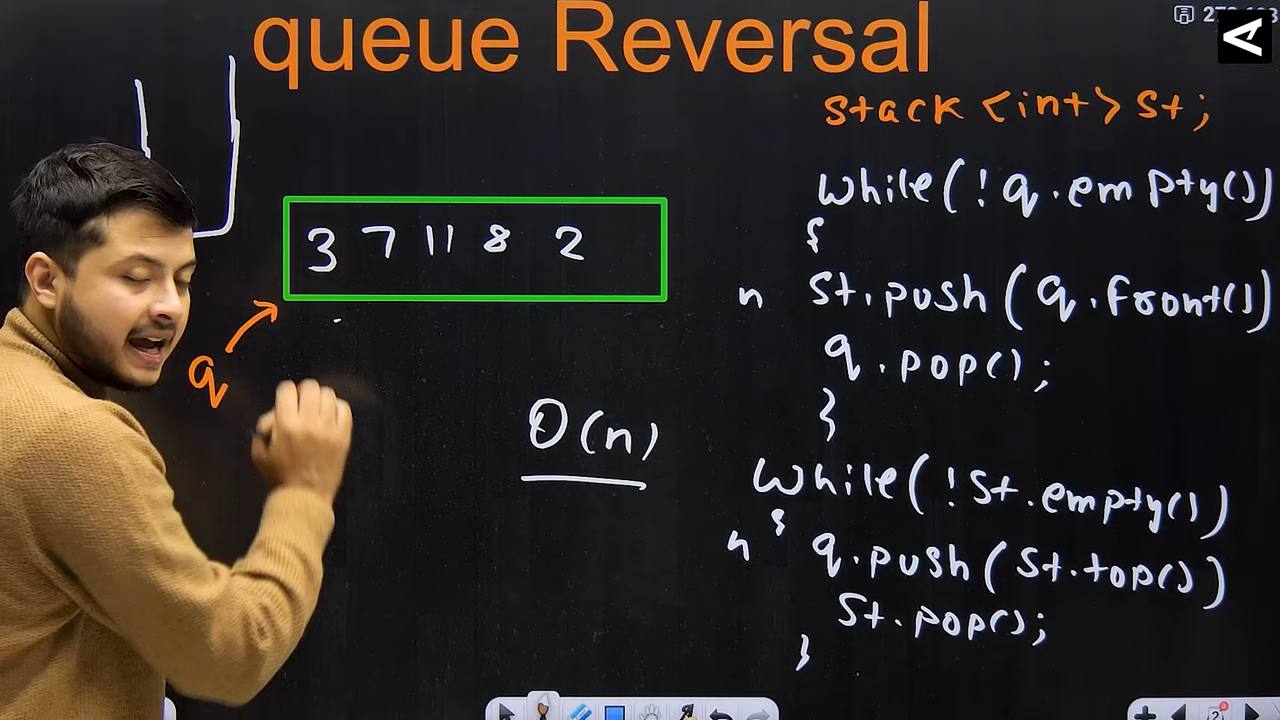 queue Reversal
stack <int> st;
while(!q.empty())
{
3 7 11 8 2
n st.push(q.front())
q
q.pop();
}
O(n)
while(!st.empty())
{
n q.push(st.top())
st.pop();
}